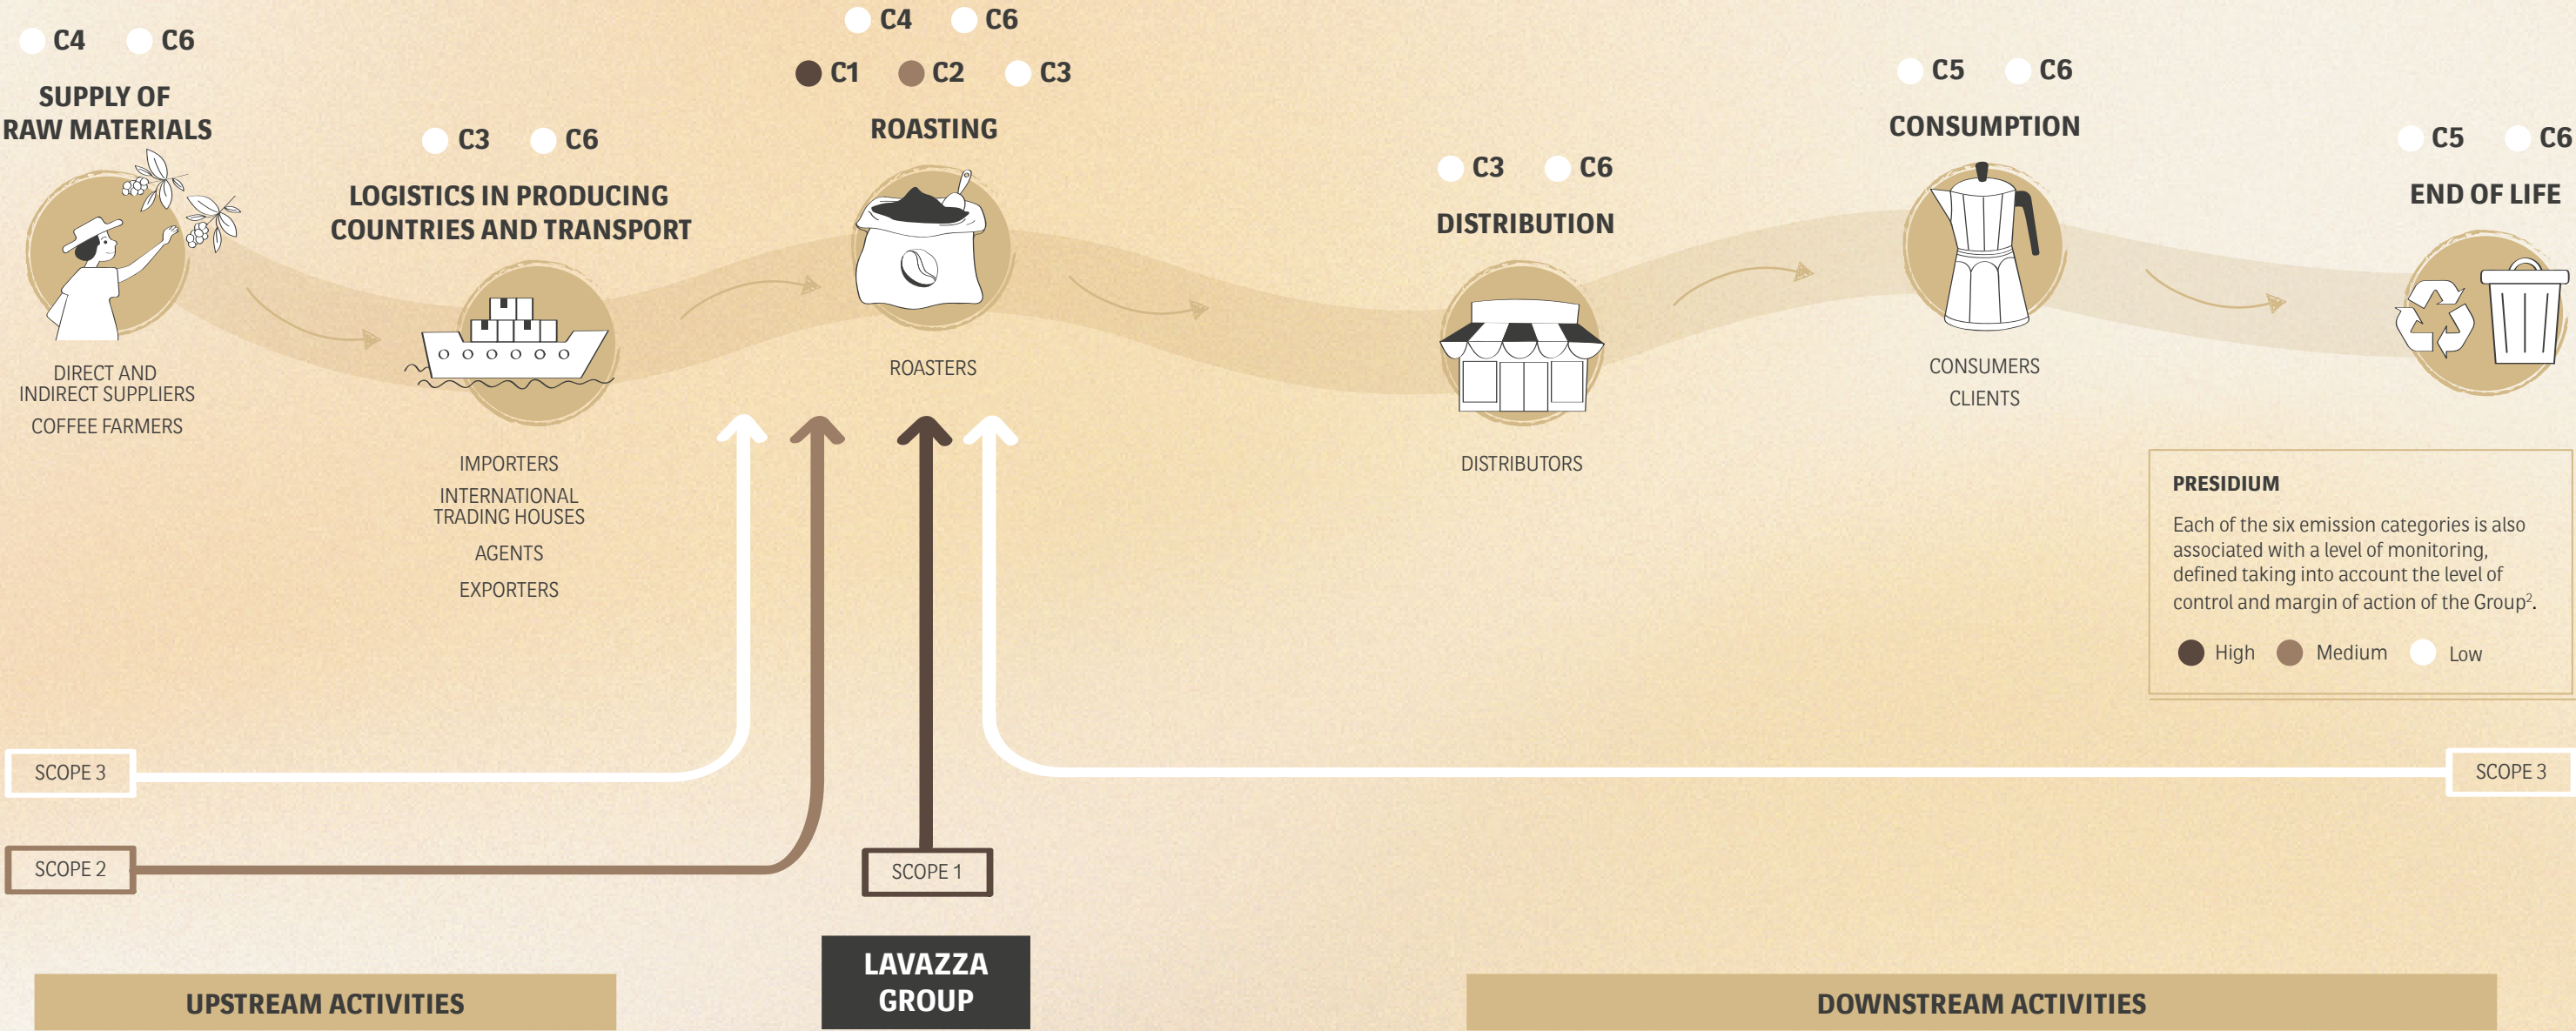 C4 C6
SUPPLY OF
RAW MATERIALS
DIRECT AND
INDIRECT SUPPLIERS
COFFEE FARMERS
C3 C6
LOGISTICS IN PRODUCING
COUNTRIES AND TRANSPORT
IMPORTERS
INTERNATIONAL
TRADING HOUSES
AGENTS
EXPORTERS
C4 C6
C1 C2 C3
ROASTING
ROASTERS
C3 C6
DISTRIBUTION
DISTRIBUTORS
C5 C6
CONSUMPTION
CONSUMERS
CLIENTS
C5 C6
END OF LIFE
PRESIDIUM
Each of the six emission categories is also
associated with a level of monitoring,
defined taking into account the level of
control and margin of action of the Group².
High Medium Low
SCOPE 3
SCOPE 3
SCOPE 2
SCOPE 1
LAVAZZA
GROUP
UPSTREAM ACTIVITIES
DOWNSTREAM ACTIVITIES